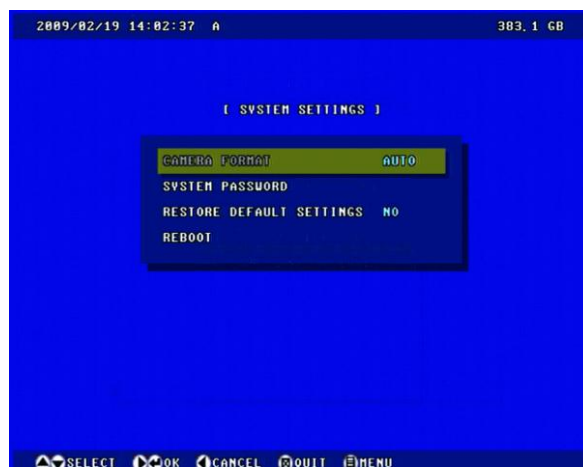 2009/02/19 14:02:37 A 383.1 GB
[ SYSTEM SETTINGS ]
CAMERA FORMAT AUTO
SYSTEM PASSWORD
RESTORE DEFAULT SETTINGS NO
REBOOT
SELECT OK CANCEL QUIT MENU